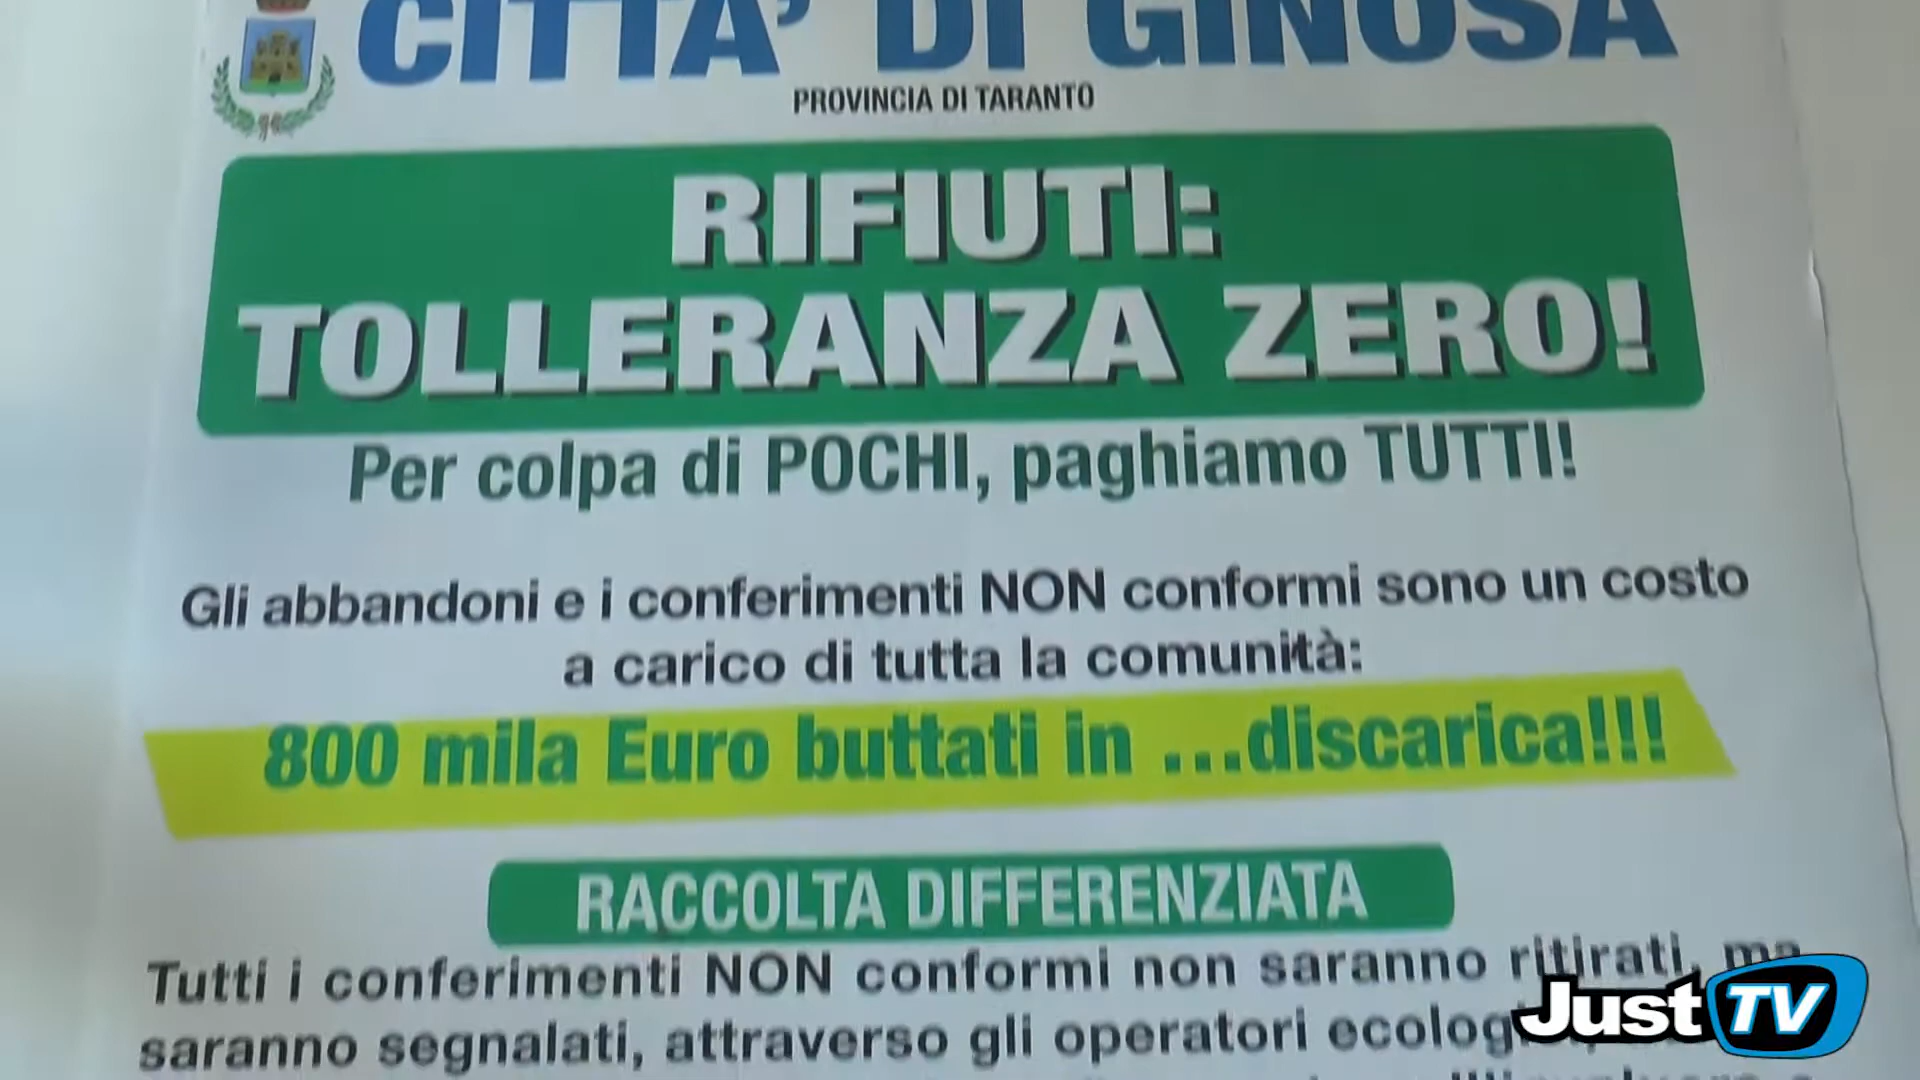 CITTA' DI GINOSA
PROVINCIA DI TARANTO
RIFIUTI:
TOLLERANZA ZERO!
Per colpa di POCHI, paghiamo TUTTI!
Gli abbandoni e i conferimenti NON conformi sono un costo
a carico di tutta la comunità:
800 mila Euro buttati in ...discarica!!!
RACCOLTA DIFFERENZIATA
Tutti i conferimenti NON conformi non saranno ritirati, ma
saranno segnalati, attraverso gli operatori
Just TV